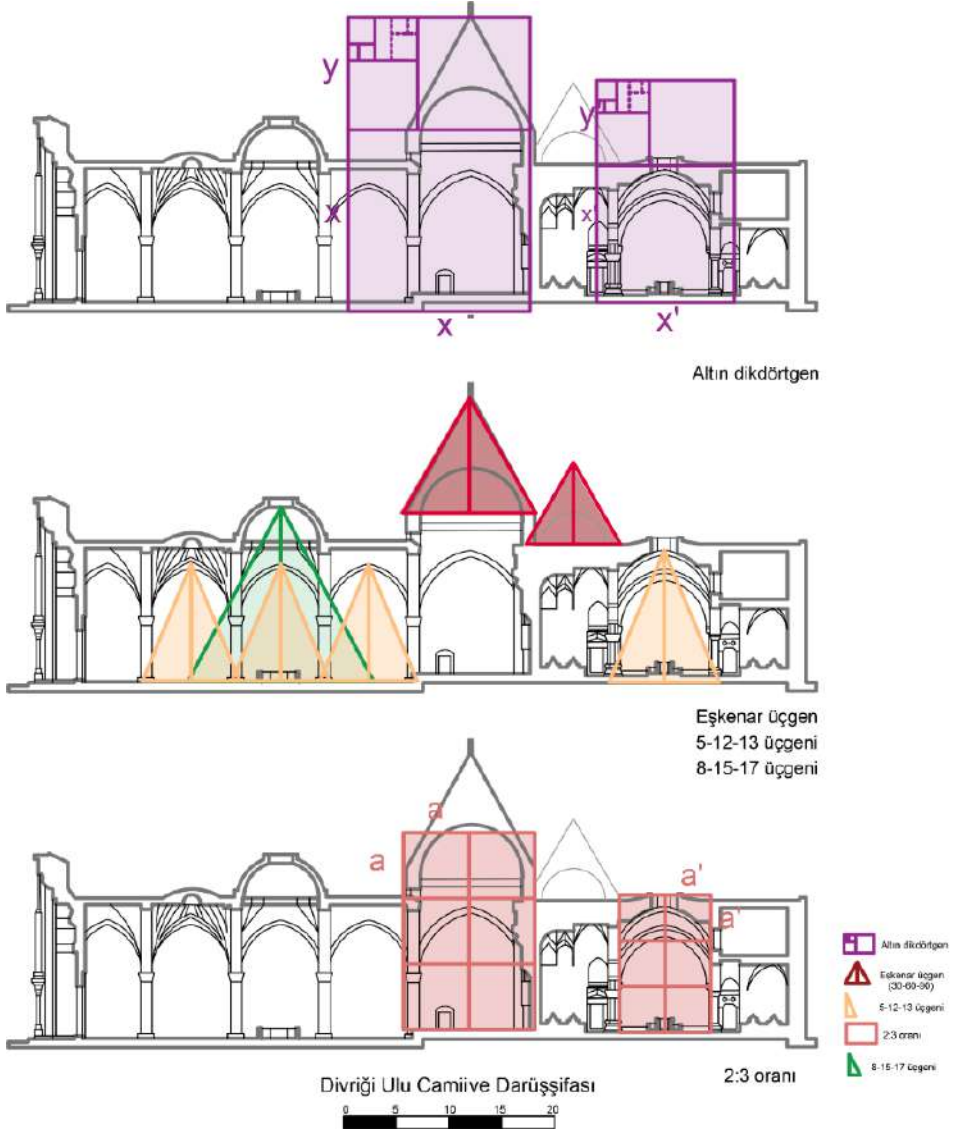 y
x
x
y'
x'
x'
Altın dikdörtgen
Eşkenar üçgen
5-12-13 üçgeni
8-15-17 üçgeni
a
a
a'
a'
Altın dikdörtgen
Eşkenar üçgen
(30-60-90)
5-12-13 üçgeni
2:3 oranı
8-15-17 üçgeni
2:3 oranı
Divriği Ulu Camiive Darüşşifası
0 5 10 15 20